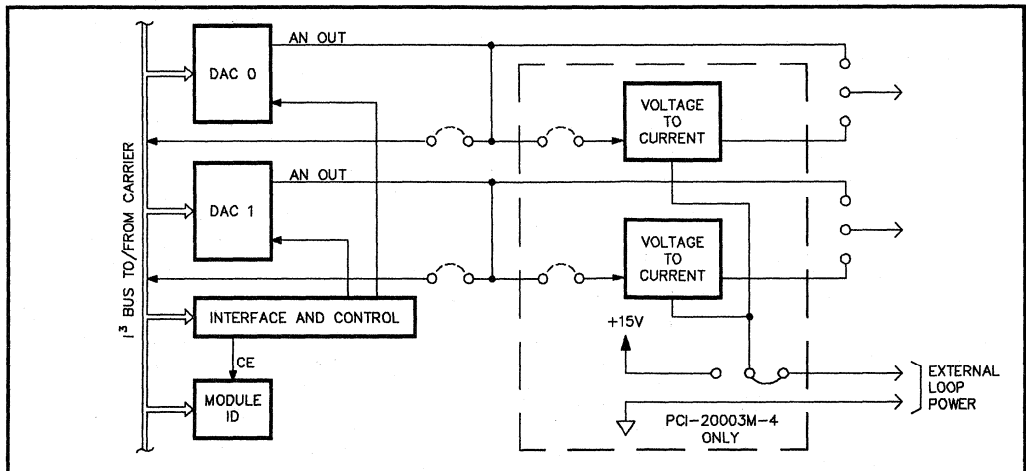 AN OUT
DAC 0
VOLTAGE
TO
CURRENT
AN OUT
DAC 1
VOLTAGE
TO
CURRENT
I³ BUS TO/FROM CARRIER
INTERFACE AND CONTROL
+15V
CE
MODULE
ID
EXTERNAL
LOOP
POWER
PCI-20003M-4
ONLY